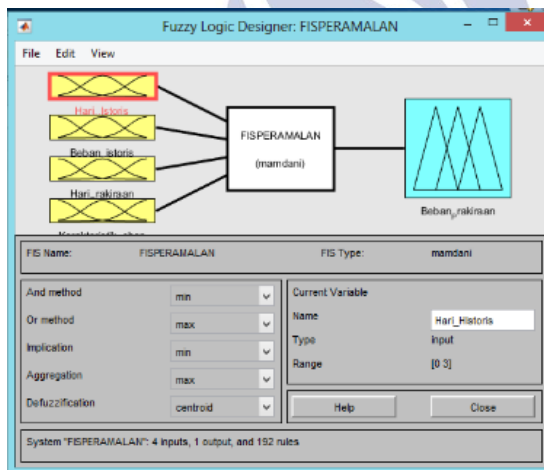 Fuzzy Logic Designer: FISPERAMALAN
File Edit View
Hari_Istoris
Beban_istoris
Hari_rakiraan
FISPERAMALAN
(mamdani)
Beban_prakiraan
FIS Name: FISPERAMALAN FIS Type: mamdani
And method min
Or method max
Implication min
Aggregation max
Defuzzification centroid
Current Variable
Name Hari_Historis
Type input
Range [0 3]
Help Close
System "FISPERAMALAN": 4 inputs, 1 output, and 192 rules